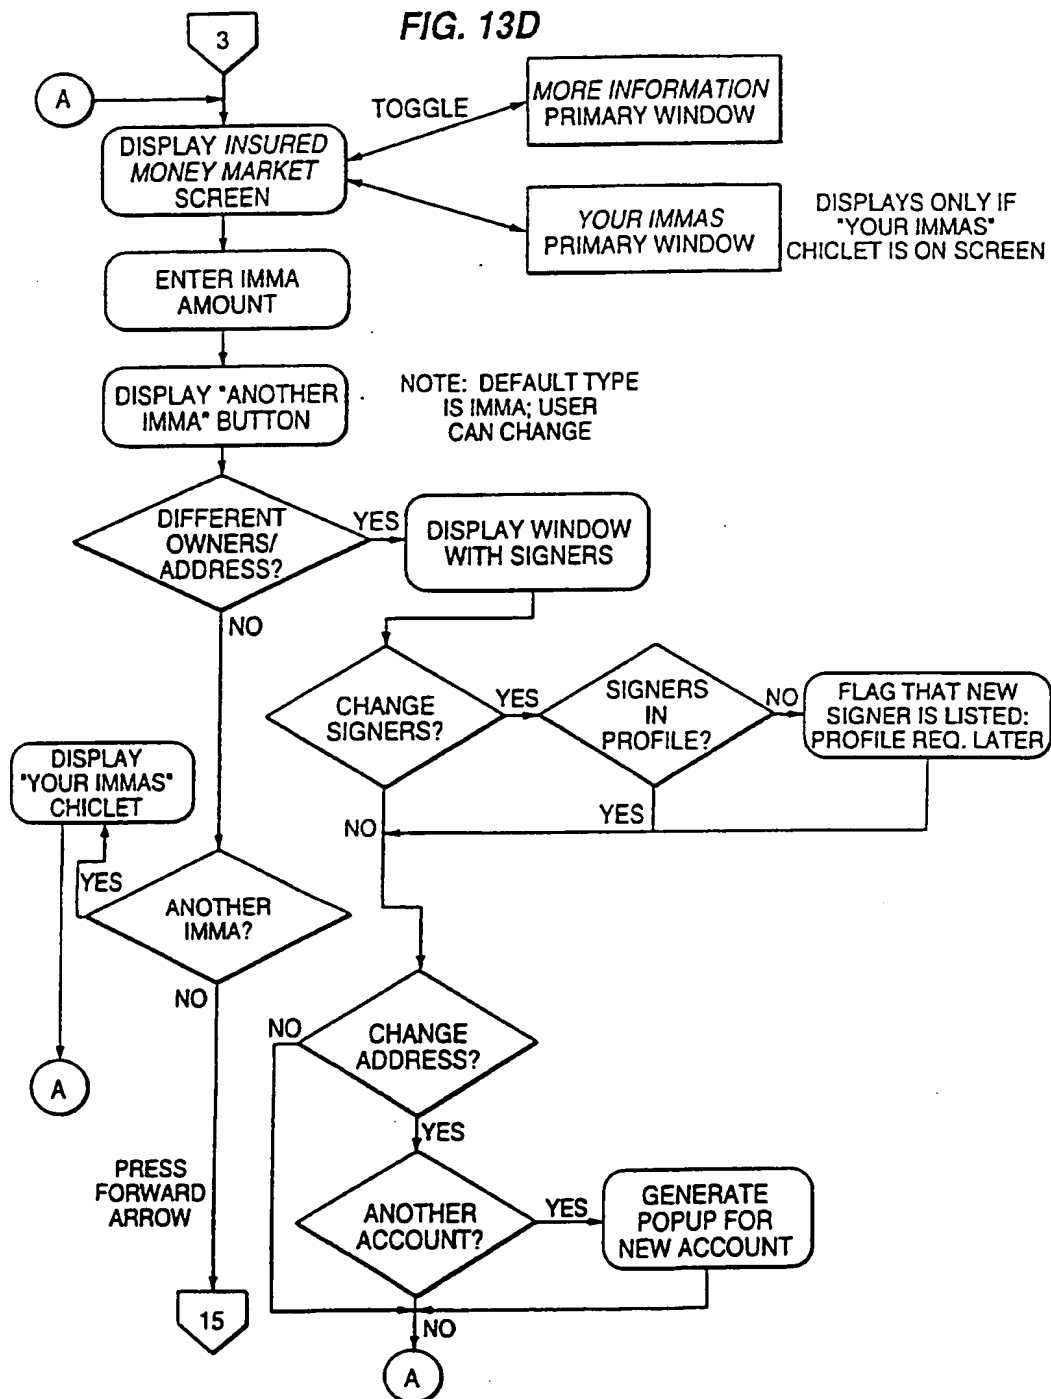 FIG. 13D
3
A
TOGGLE
MORE INFORMATION
PRIMARY WINDOW
DISPLAY INSURED
MONEY MARKET
SCREEN
YOUR IMMAS
PRIMARY WINDOW
DISPLAYS ONLY IF
"YOUR IMMAS"
CHICLET IS ON SCREEN
ENTER IMMA
AMOUNT
DISPLAY "ANOTHER
IMMA" BUTTON
NOTE: DEFAULT TYPE
IS IMMA; USER
CAN CHANGE
DIFFERENT
OWNERS/
ADDRESS?
YES
DISPLAY WINDOW
WITH SIGNERS
NO
CHANGE
SIGNERS?
YES
SIGNERS
IN
PROFILE?
NO
FLAG THAT NEW
SIGNER IS LISTED:
PROFILE REQ. LATER
DISPLAY
"YOUR IMMAS"
CHICLET
NO
YES
YES
ANOTHER
IMMA?
NO
NO
CHANGE
ADDRESS?
A
YES
PRESS
FORWARD
ARROW
ANOTHER
ACCOUNT?
YES
GENERATE
POPUP FOR
NEW ACCOUNT
15
NO
A